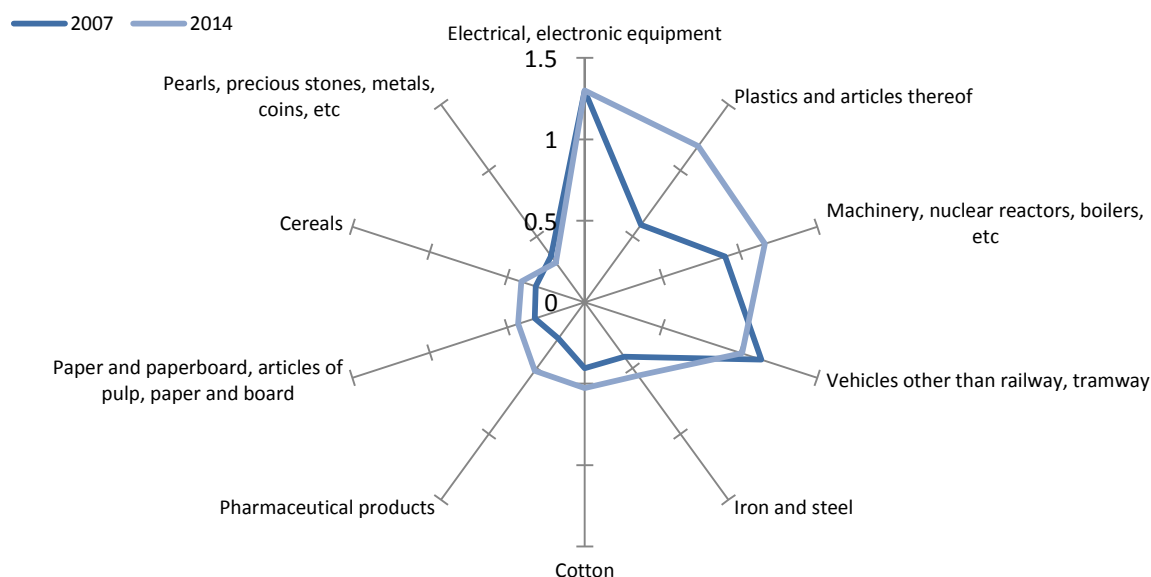 2007
2014
Electrical, electronic equipment
1.5
Pearls, precious stones, metals,
coins, etc
Plastics and articles thereof
1
Machinery, nuclear reactors, boilers,
etc
Cereals
0.5
0
Paper and paperboard, articles of
pulp, paper and board
Vehicles other than railway, tramway
Pharmaceutical products
Iron and steel
Cotton